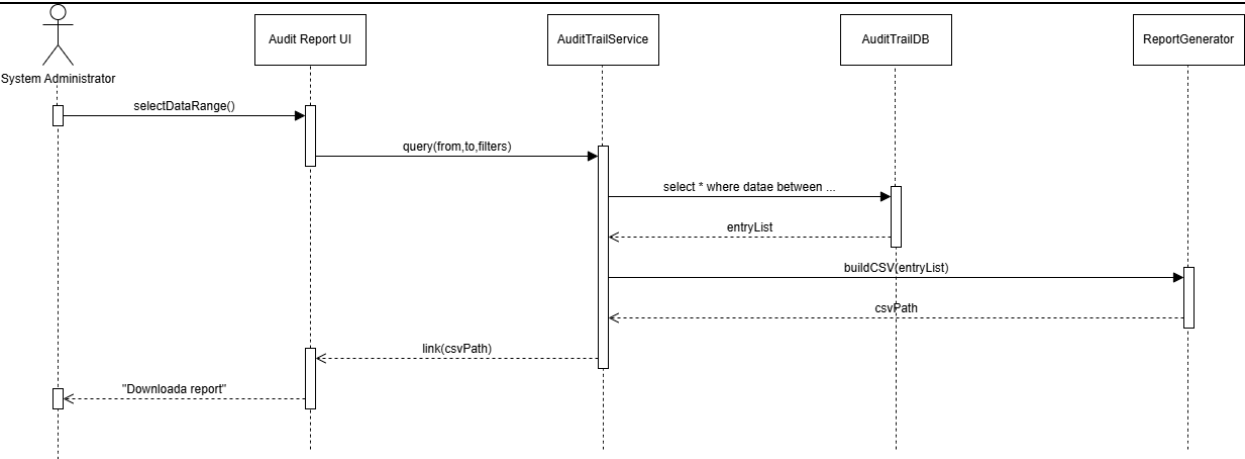 Audit Report UI
AuditTrailService
AuditTrailDB
ReportGenerator
System Administrator
selectDataRange()
query(from,to,filters)
select * where datae between ...
entryList
buildCSV(entryList)
csvPath
link(csvPath)
"Downloada report"